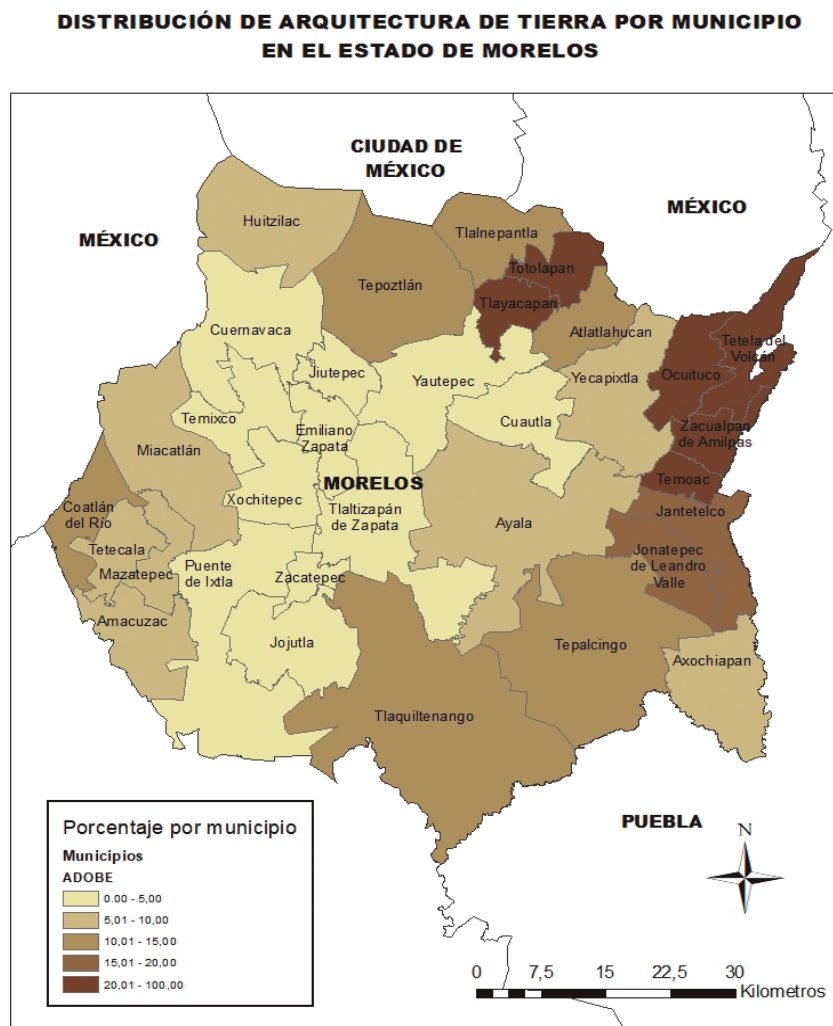 DISTRIBUCIÓN DE ARQUITECTURA DE TIERRA POR MUNICIPIO
EN EL ESTADO DE MORELOS
CIUDAD DE
MÉXICO
MÉXICO
MÉXICO
Huitzilac
Tlalnepantla
Tepoztlán
Totolapan
Tlayacapan
Cuernavaca
Atlatlahucan
Tetela del
Volcán
Jiutepec
Yautepec
Yecapixtla
Ocuituco
Temixco
Emiliano
Zapata
Cuautla
Zacualpan
de Amilpas
Miacatlán
MORELOS
Temoac
Xochitepec
Tlaltizapán
de Zapata
Coatlán
del Río
Ayala
Jantetelco
Tetecala
Mazatepec
Puente
de Ixtla
Zacatepec
Jonatepec
de Leandro
Valle
Amacuzac
Jojutla
Tepalcingo
Axochiapan
Tlaquiltenango
PUEBLA
N
Porcentaje por municipio
Municipios
ADOBE
0.00 - 5,00
5,01 - 10,00
10,01 - 15,00
15,01 - 20,00
20,01 - 100,00
0 7,5 15 22,5 30
Kilometros